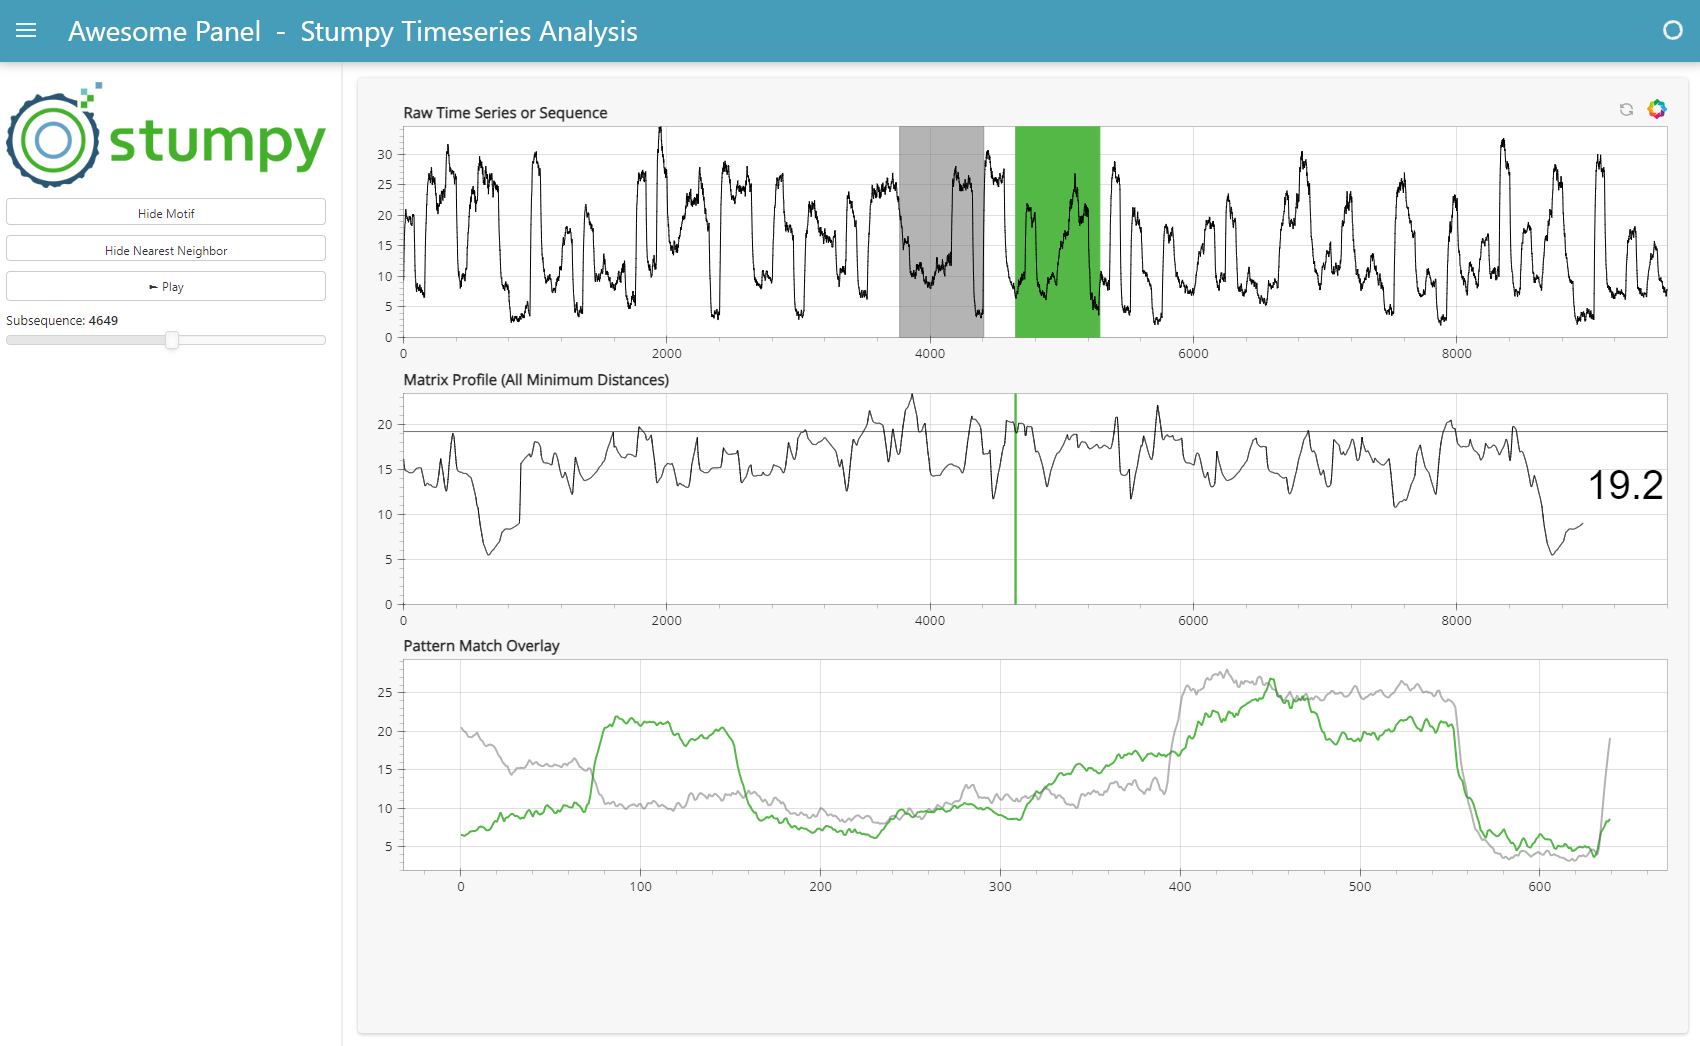 Awesome Panel - Stumpy Timeseries Analysis
stumpy
Hide Motif
Hide Nearest Neighbor
► Play
Subsequence: 4649
Raw Time Series or Sequence
30
25
20
15
10
5
0
0 2000 4000 6000 8000
Matrix Profile (All Minimum Distances)
20
15
19.2
10
5
0
0 2000 4000 6000 8000
Pattern Match Overlay
25
20
15
10
5
0 100 200 300 400 500 600